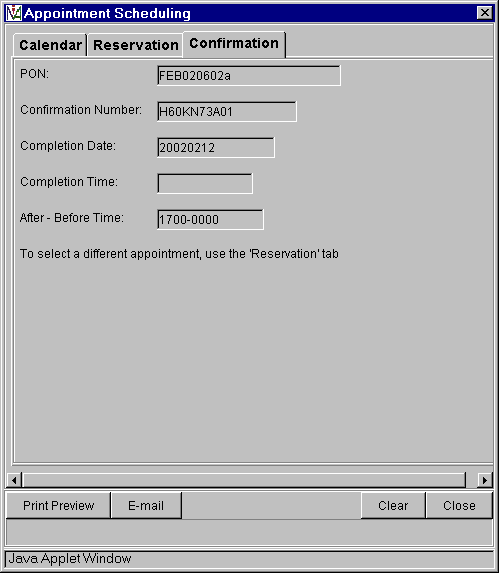 Appointment Scheduling
Calendar Reservation Confirmation
PON: FEB020602a
Confirmation Number: H60KN73A01
Completion Date: 20020212
Completion Time:
After - Before Time: 1700-0000
To select a different appointment, use the 'Reservation' tab
Print Preview E-mail Clear Close
Java Applet Window